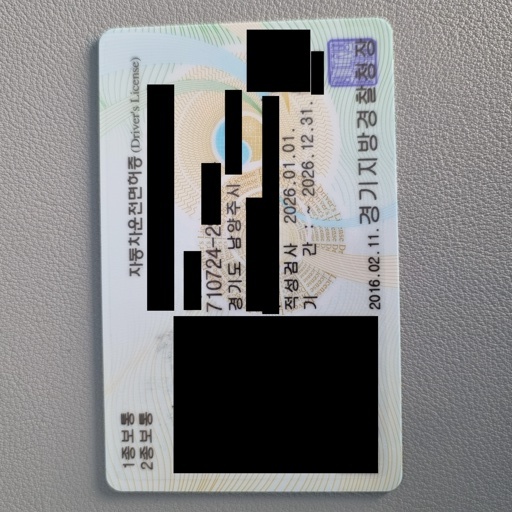 자동차운전면허증 (Driver's License)
1종보통
2종보통
710724-2
경기도 남양주시
적성검사 2026.01.01.
기 간 : ~ 2026.12.31.
2016.02.11. 경기지방경찰청장